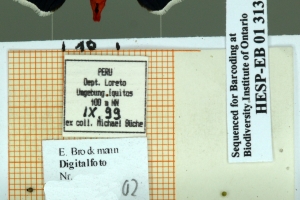 10
PERU
Dept. Loreto
Umgebung.Iquitos
100 m NN
IX.99
ex coll. Michael Büche
E. Brockmann
Digitalfoto
Nr.
02
Sequenced for Barcoding at
Biodiversity Institute of Ontario
HESP-EB 01 313